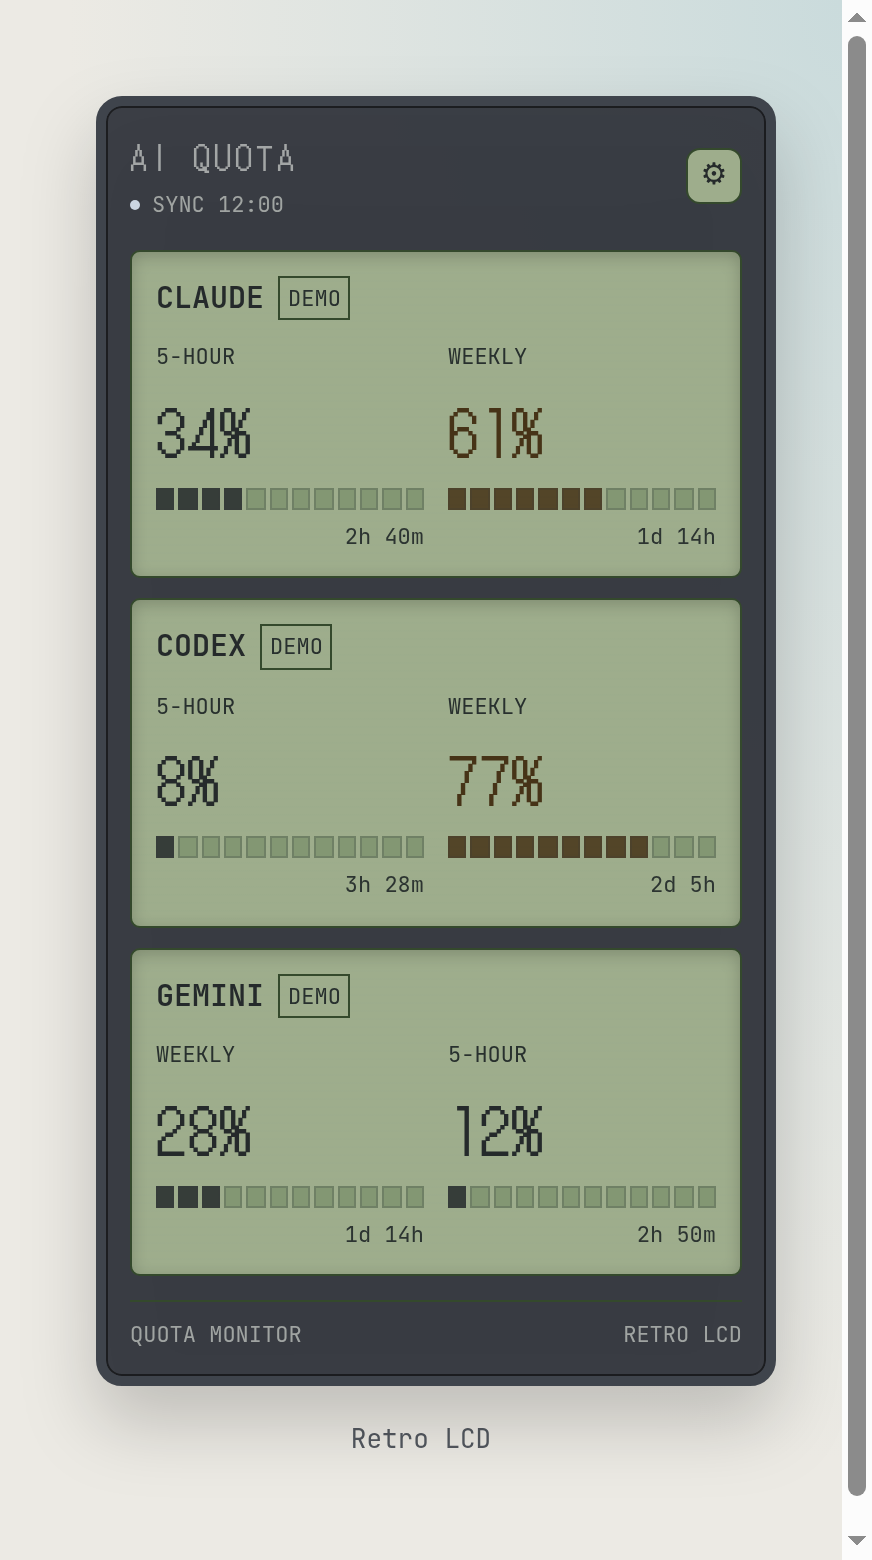 AI QUOTA
SYNC 12:00
CLAUDE DEMO
5-HOUR WEEKLY
34% 61%
2h 40m 1d 14h
CODEX DEMO
5-HOUR WEEKLY
8% 77%
3h 28m 2d 5h
GEMINI DEMO
WEEKLY 5-HOUR
28% 12%
1d 14h 2h 50m
QUOTA MONITOR RETRO LCD
Retro LCD